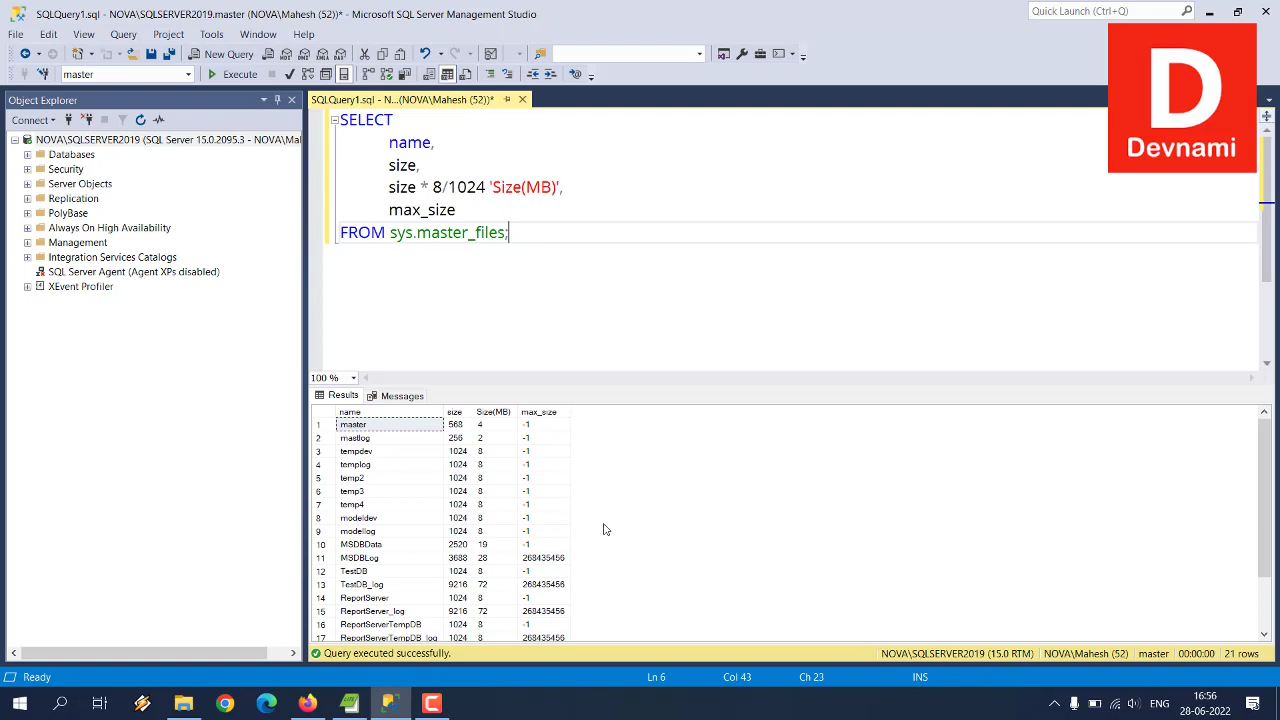 SQLQuery1.sql - NOVA\SQLSERVER2019.master (NOVA\Mahesh (52))* - Microsoft SQL Server Management Studio
Quick Launch (Ctrl+Q)
File Edit View Query Project Tools Window Help
New Query
master Execute
D
Devnami
Object Explorer
Connect
NOVA\SQLSERVER2019 (SQL Server 15.0.2095.3 - NOVA\Mal
Databases
Security
Server Objects
Replication
PolyBase
Always On High Availability
Management
Integration Services Catalogs
SQL Server Agent (Agent XPs disabled)
XEvent Profiler
SQLQuery1.sql - N...(NOVA\Mahesh (52))*
SELECT
name,
size,
size * 8/1024 'Size(MB)',
max_size
FROM sys.master_files;
100 %
Results Messages
name size Size(MB) max_size
1 master 568 4 -1
2 mastlog 256 2 -1
3 tempdev 1024 8 -1
4 templog 1024 8 -1
5 temp2 1024 8 -1
6 temp3 1024 8 -1
7 temp4 1024 8 -1
8 modeldev 1024 8 -1
9 modellog 1024 8 -1
10 MSDBData 2520 19 -1
11 MSDBLog 3688 28 268435456
12 TestDB 1024 8 -1
13 TestDB_log 9216 72 268435456
14 ReportServer 1024 8 -1
15 ReportServer_log 9216 72 268435456
16 ReportServerTempDB 1024 8 -1
17 ReportServerTempDB_log 1024 8 268435456
Query executed successfully. NOVA\SQLSERVER2019 (15.0 RTM) NOVA\Mahesh (52) master 00:00:00 21 rows
Ready Ln 6 Col 43 Ch 23 INS
ENG 16:56
28-06-2022